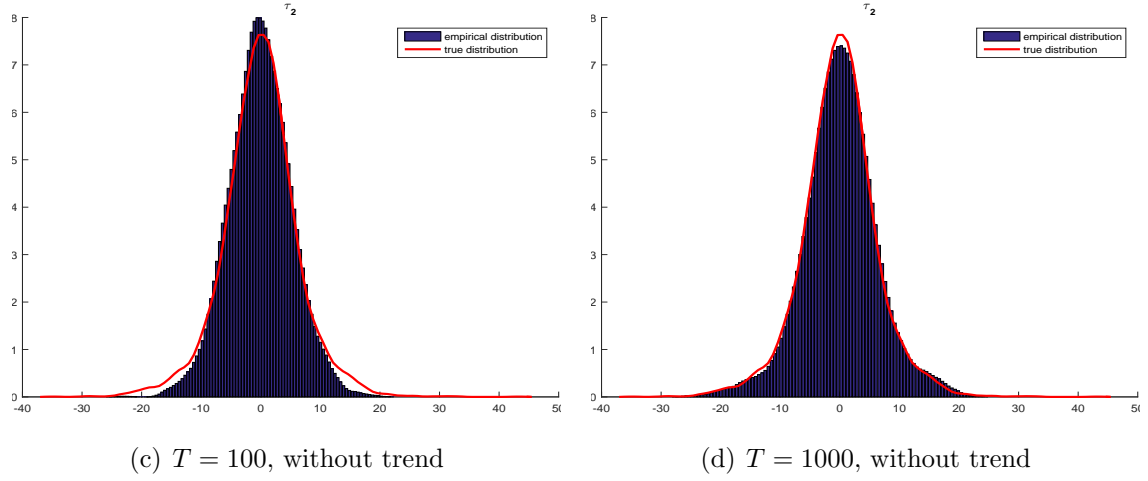 τ2
τ2
8
7
6
5
4
3
2
1
0
-40 -30 -20 -10 0 10 20 30 40 50
empirical distribution
true distribution
8
7
6
5
4
3
2
1
0
-40 -30 -20 -10 0 10 20 30 40 50
empirical distribution
true distribution
(c) T = 100, without trend
(d) T = 1000, without trend